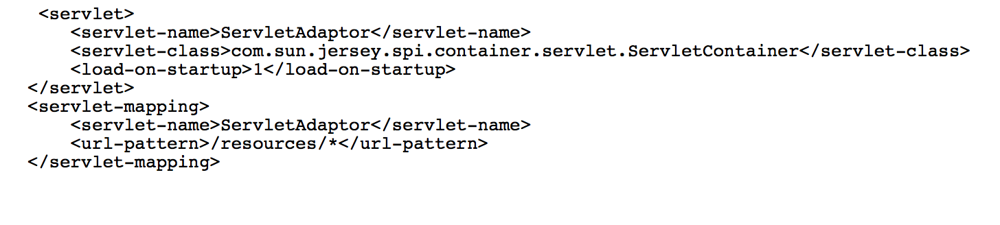 <servlet>
<servlet-name>ServletAdaptor</servlet-name>
<servlet-class>com.sun.jersey.spi.container.servlet.ServletContainer</servlet-class>
<load-on-startup>1</load-on-startup>
</servlet>
<servlet-mapping>
<servlet-name>ServletAdaptor</servlet-name>
<url-pattern>/resources/*</url-pattern>
</servlet-mapping>